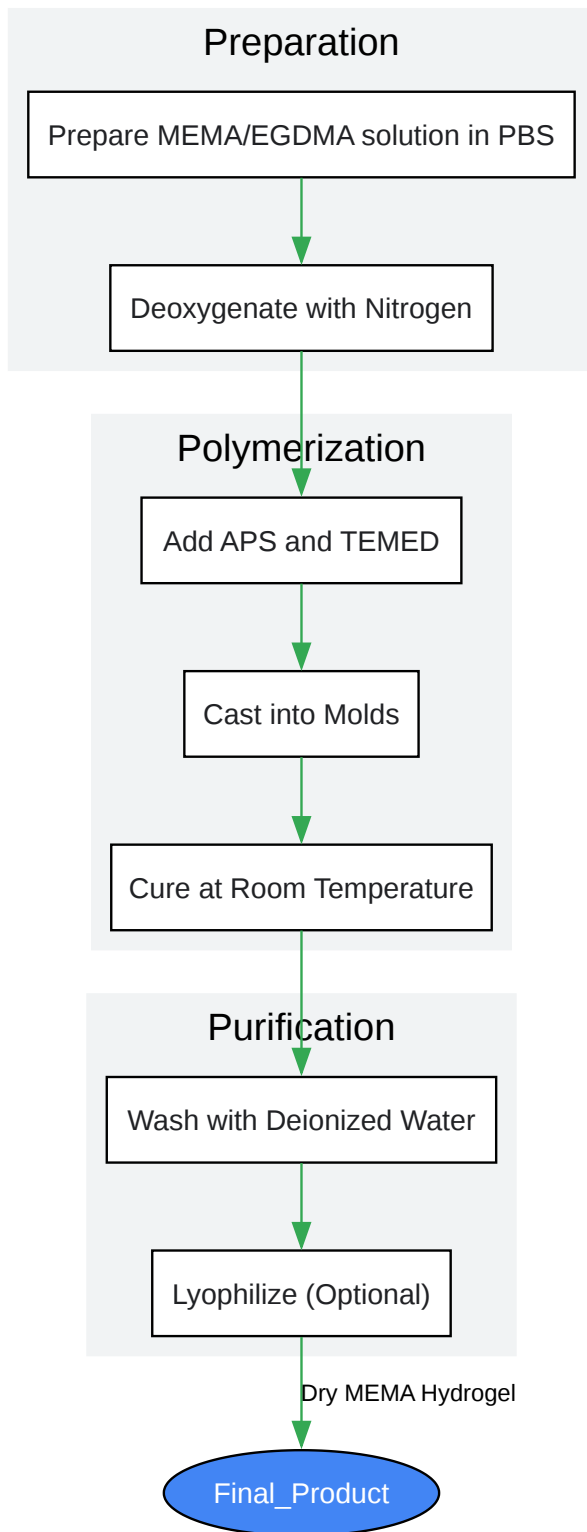 Preparation
Prepare MEMA/EGDMA solution in PBS
Deoxygenate with Nitrogen
Polymerization
Add APS and TEMED
Cast into Molds
Cure at Room Temperature
Purification
Wash with Deionized Water
Lyophilize (Optional)
Dry MEMA Hydrogel
Final_Product